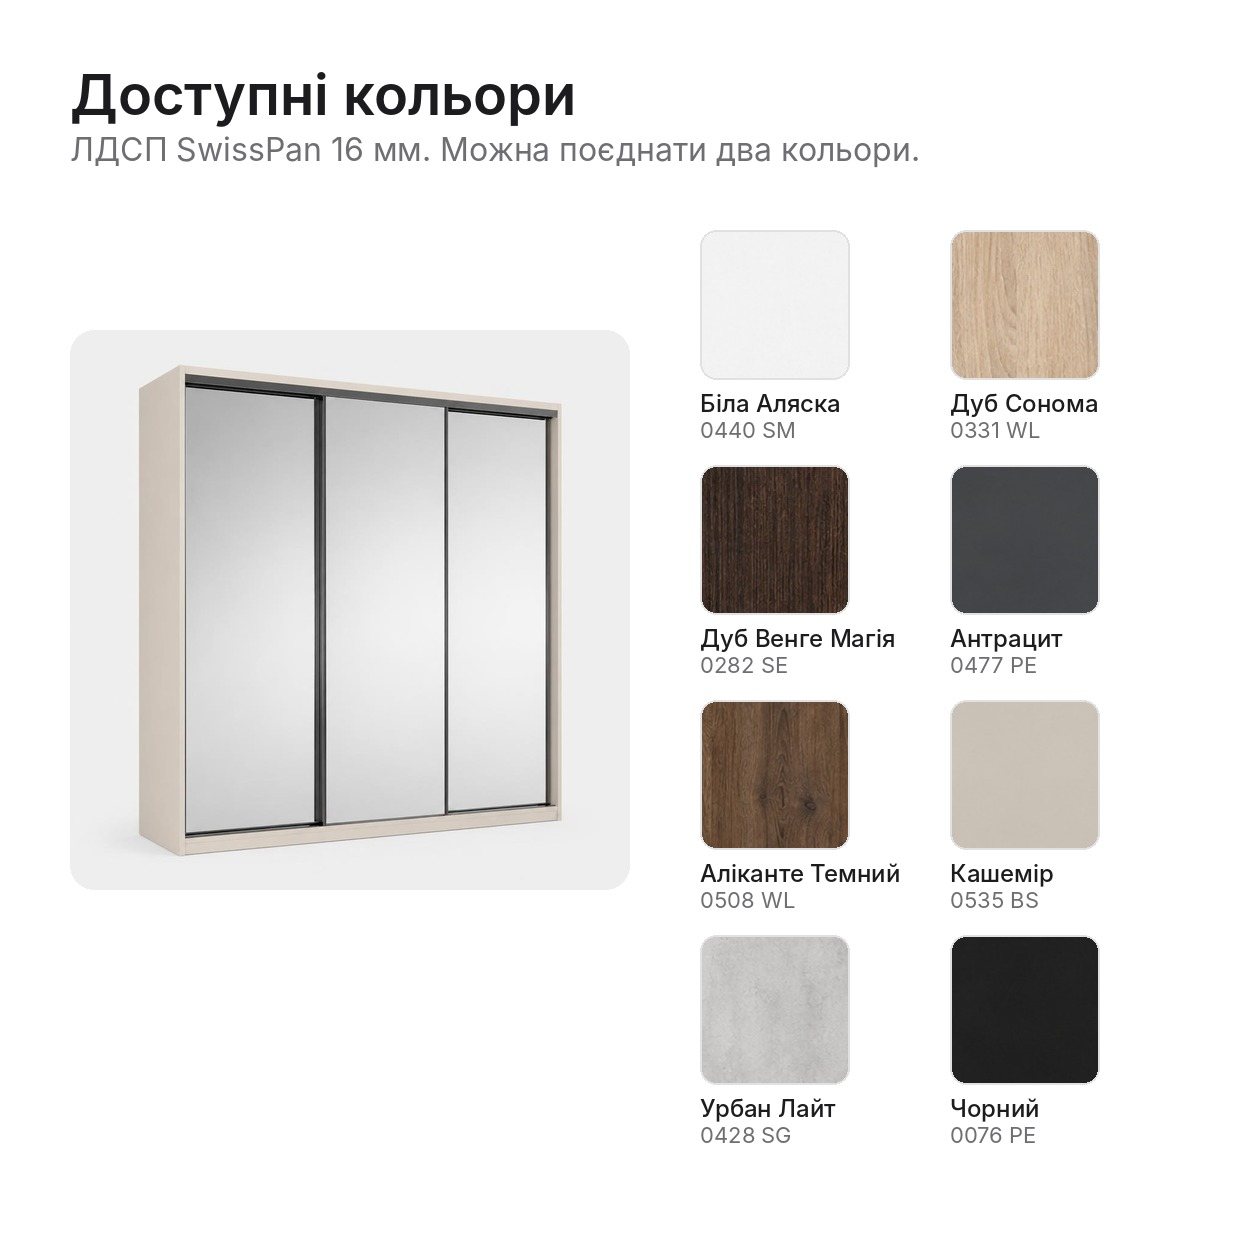 Доступні кольори
ЛДСП SwissPan 16 мм. Можна поєднати два кольори.
Біла Аляска
0440 SM
Дуб Сонома
0331 WL
Дуб Венге Магія
0282 SE
Антрацит
0477 PE
Аліканте Темний
0508 WL
Кашемір
0535 BS
Урбан Лайт
0428 SG
Чорний
0076 PE